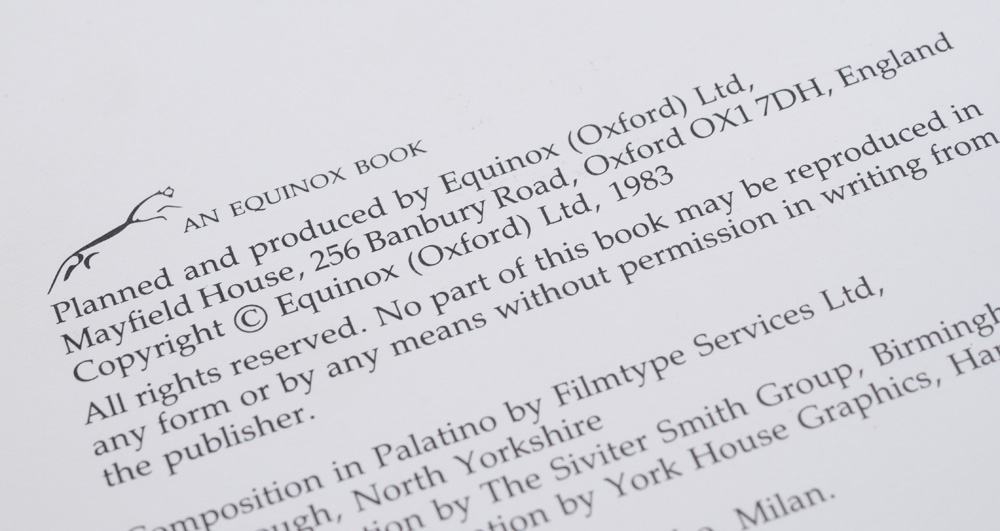 AN EQUINOX BOOK
Planned and produced by Equinox (Oxford) Ltd,
Mayfield House, 256 Banbury Road, Oxford OX1 7DH, England
Copyright © Equinox (Oxford) Ltd, 1983
All rights reserved. No part of this book may be reproduced in
any form or by any means without permission in writing from
the publisher.
Composition in Palatino by Filmtype Services Ltd,
North Yorkshire
by The Siviter Smith Group,
by York House Graphics,
Milan.